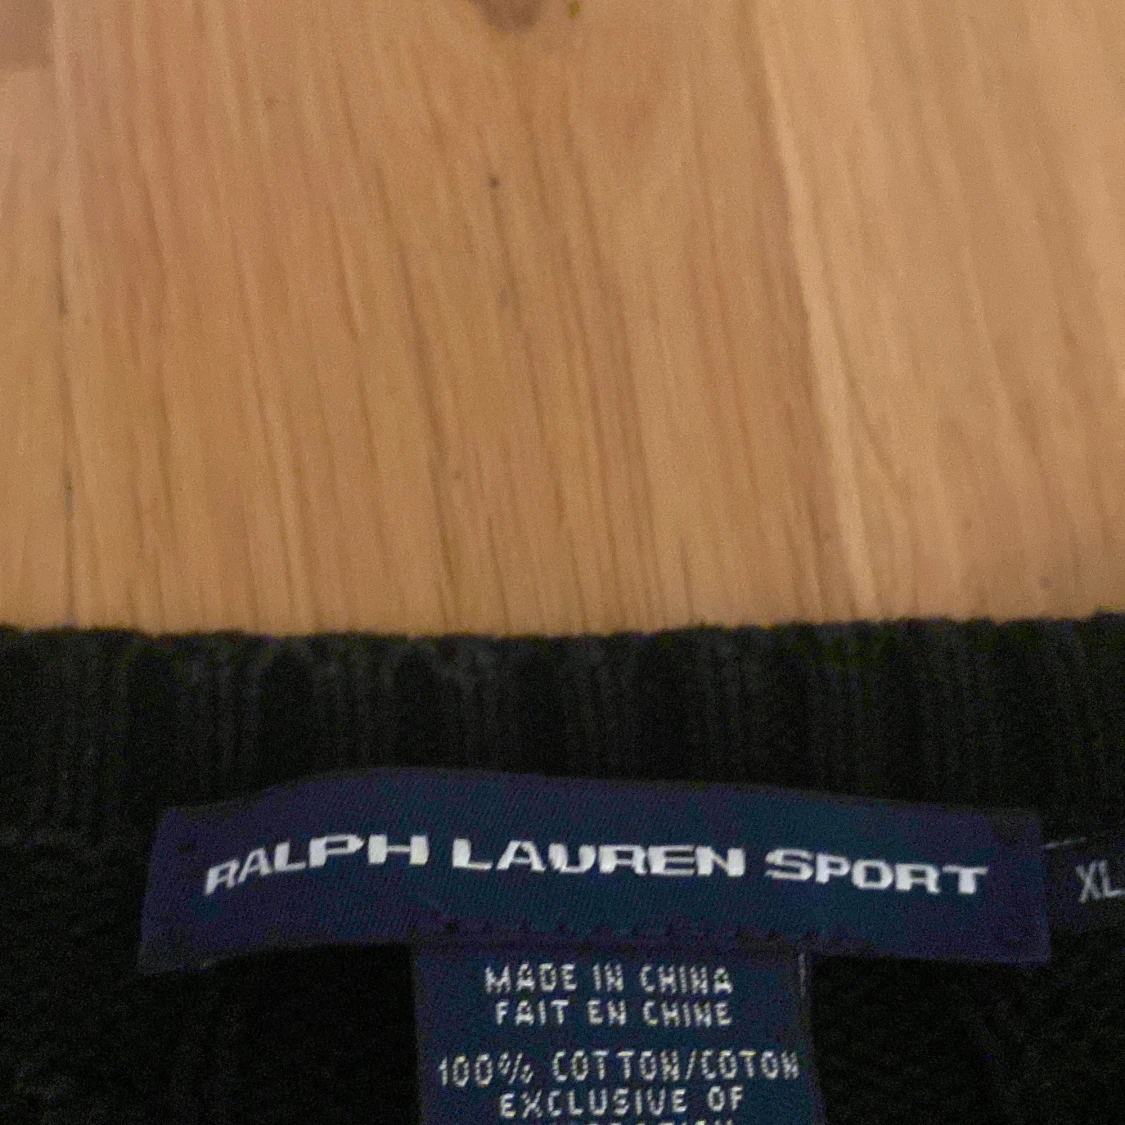 RALPH LAUREN SPORT
XL
MADE IN CHINA
FAIT EN CHINE
100% COTTON/COTON
EXCLUSIVE OF